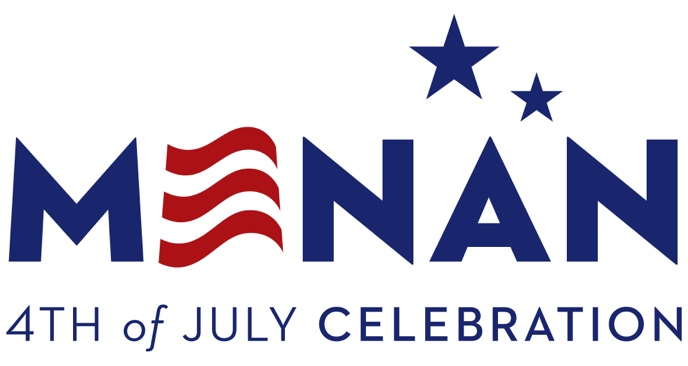 MENAN
4TH of JULY CELEBRATION